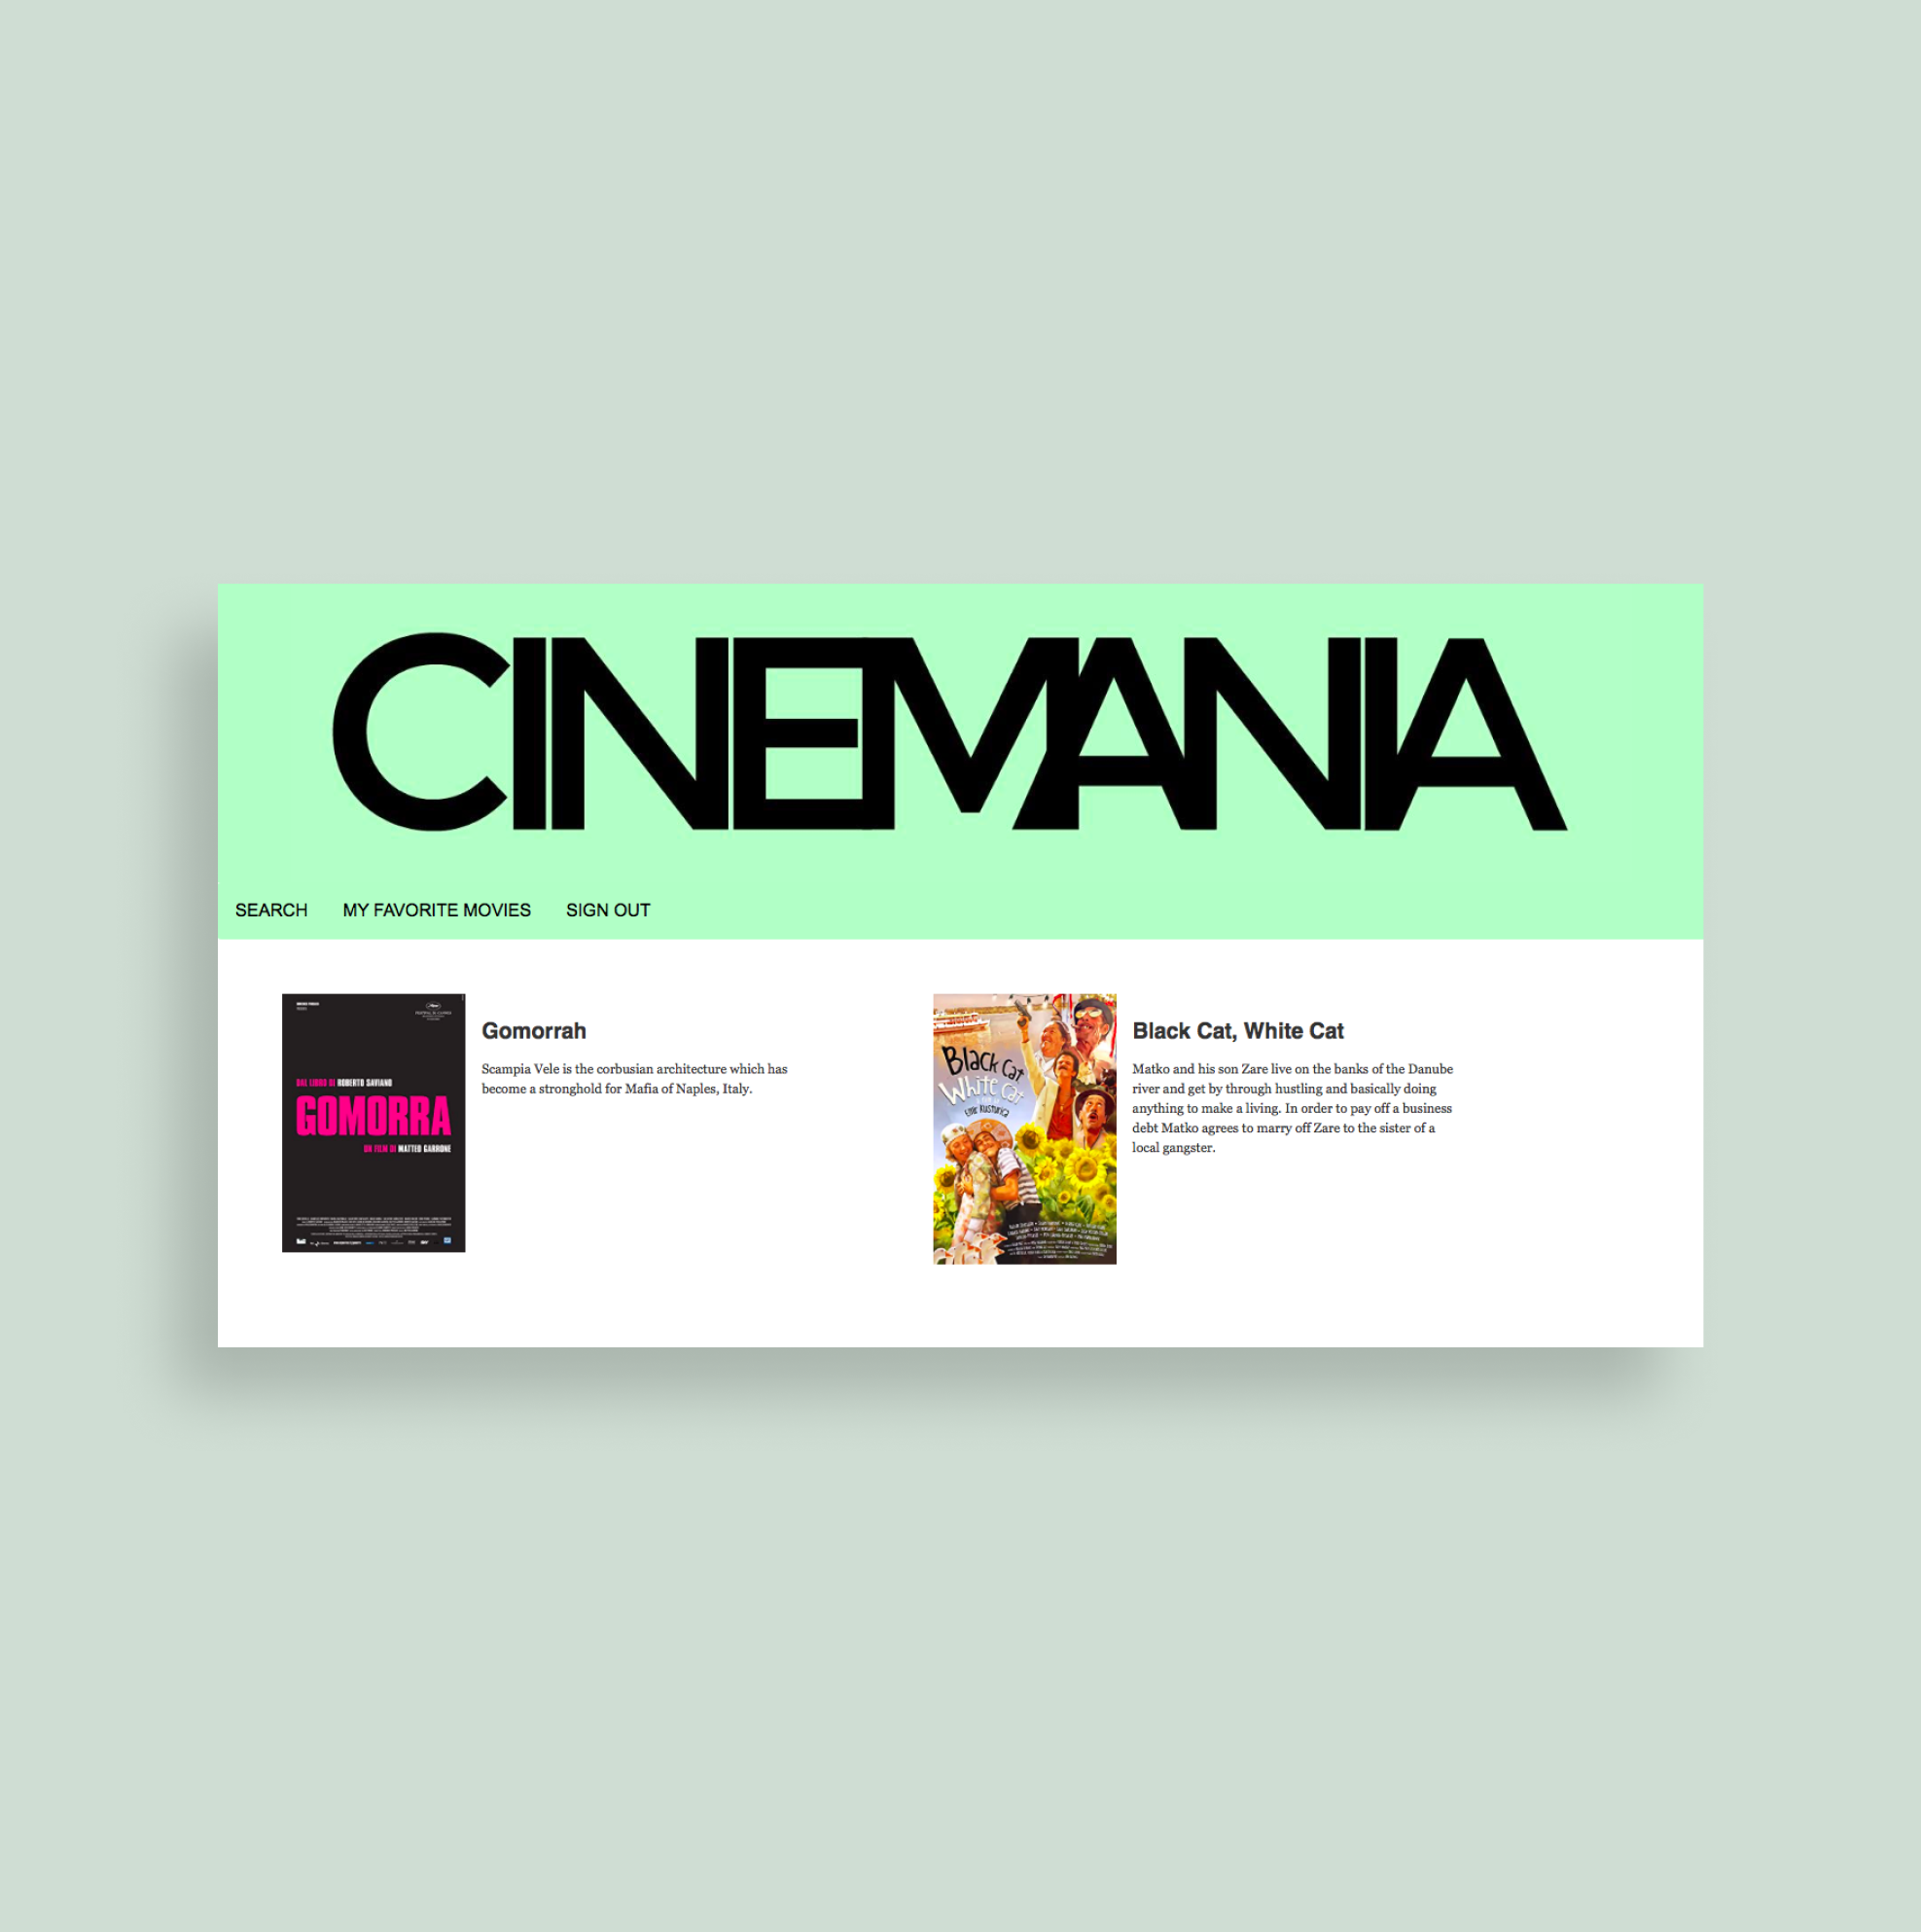 CINEMANIA
SEARCH MY FAVORITE MOVIES SIGN OUT
DAL LIBRO DI ROBERTO SAVIANO
GOMORRA
UN FILM DI MATTEO GARRONE
Gomorrah
Scampia Vele is the corbusian architecture which has
become a stronghold for Mafia of Naples, Italy.
Black Cat
White Cat
Emir Kusturica
Black Cat, White Cat
Matko and his son Zare live on the banks of the Danube
river and get by through hustling and basically doing
anything to make a living. In order to pay off a business
debt Matko agrees to marry off Zare to the sister of a
local gangster.